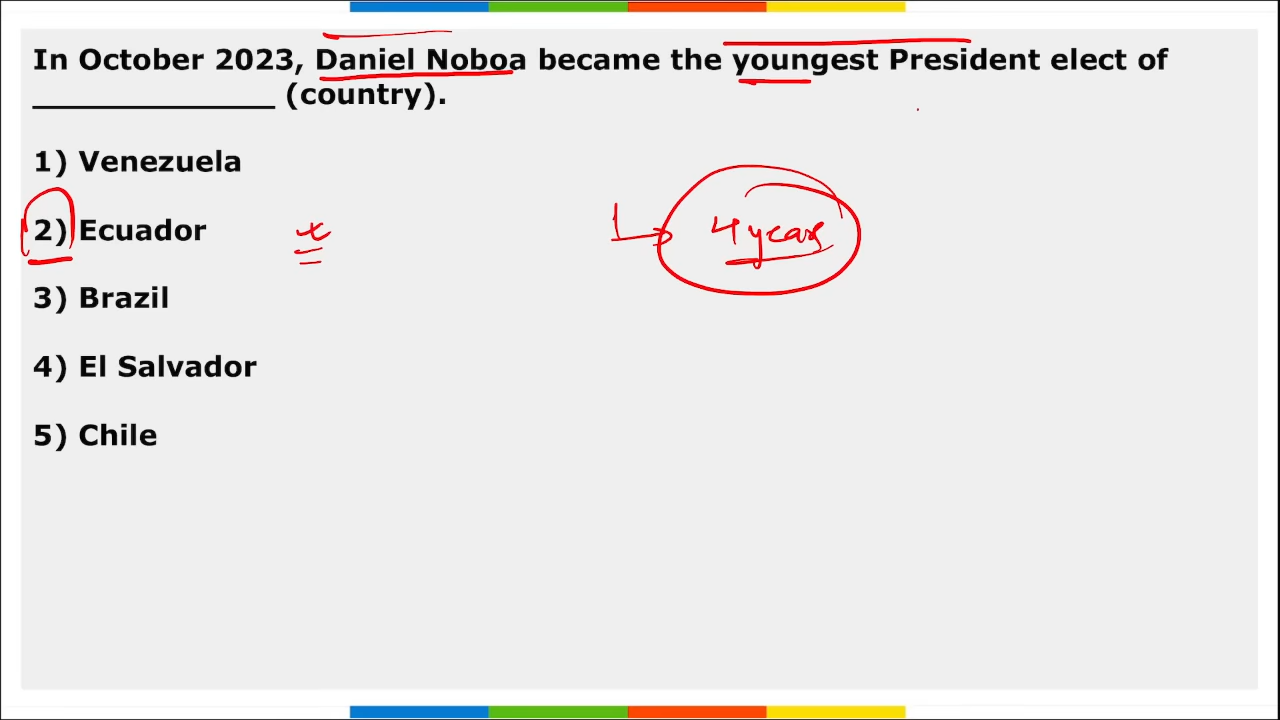 In October 2023, Daniel Noboa became the youngest President elect of
______________ (country).
1) Venezuela
2) Ecuador
4 years
3) Brazil
4) El Salvador
5) Chile